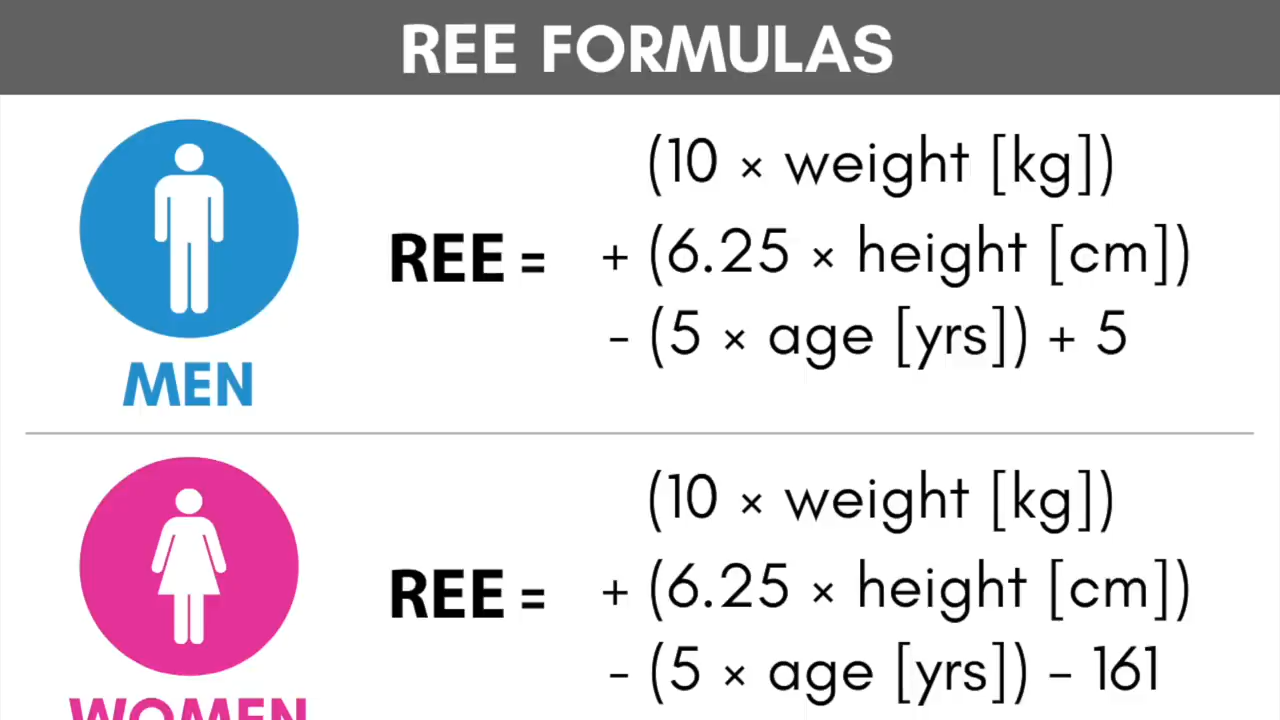 REE FORMULAS
(10 × weight [kg])
REE = + (6.25 × height [cm])
- (5 × age [yrs]) + 5
MEN
(10 × weight [kg])
REE = + (6.25 × height [cm])
- (5 × age [yrs]) - 161
WOMEN